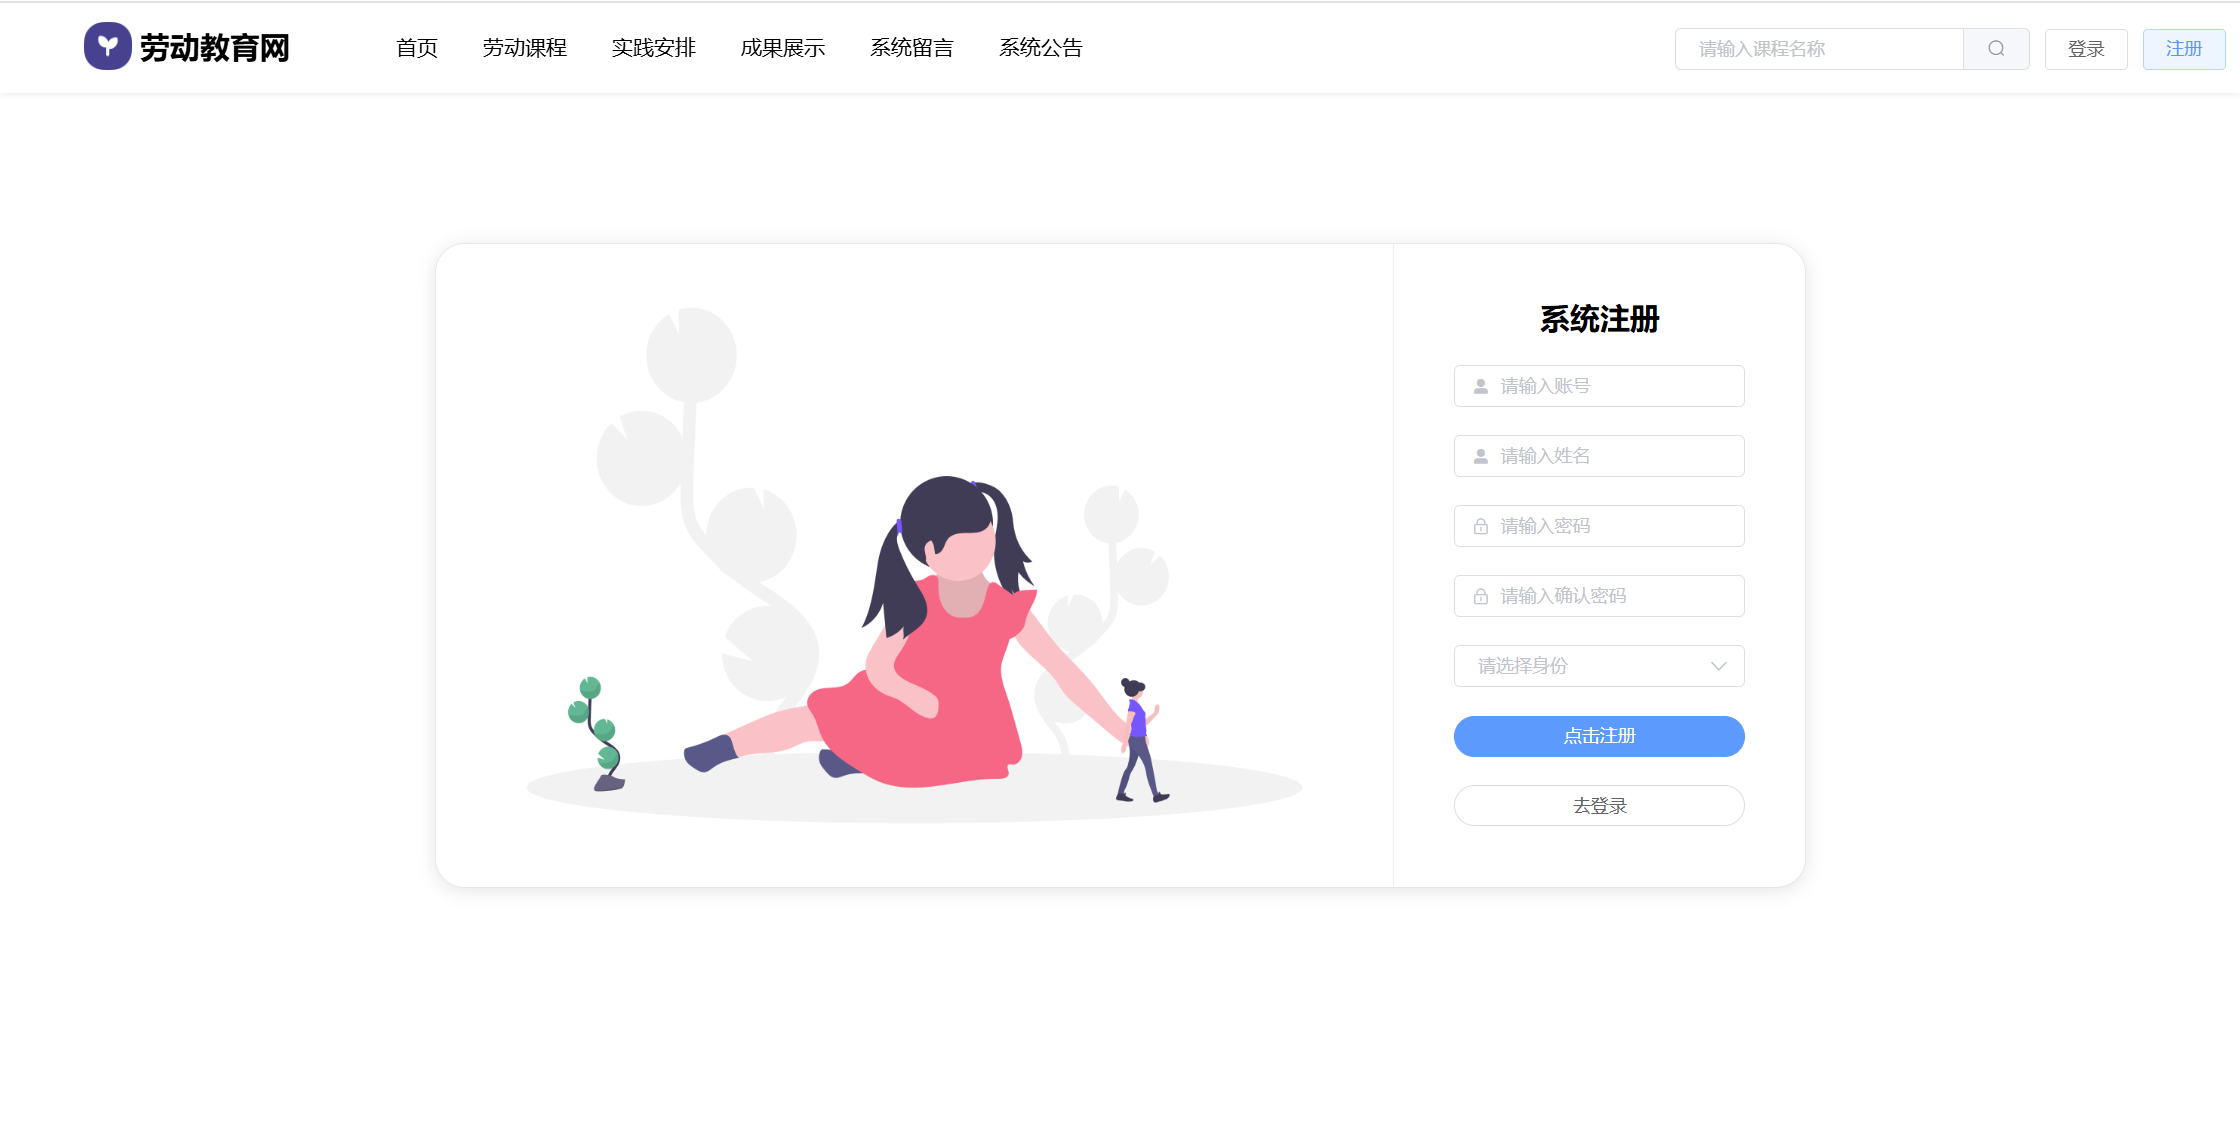 劳动教育网
首页 劳动课程 实践安排 成果展示 系统留言 系统公告
请输入课程名称
登录
注册
系统注册
请输入账号
请输入姓名
请输入密码
请输入确认密码
请选择身份
点击注册
去登录